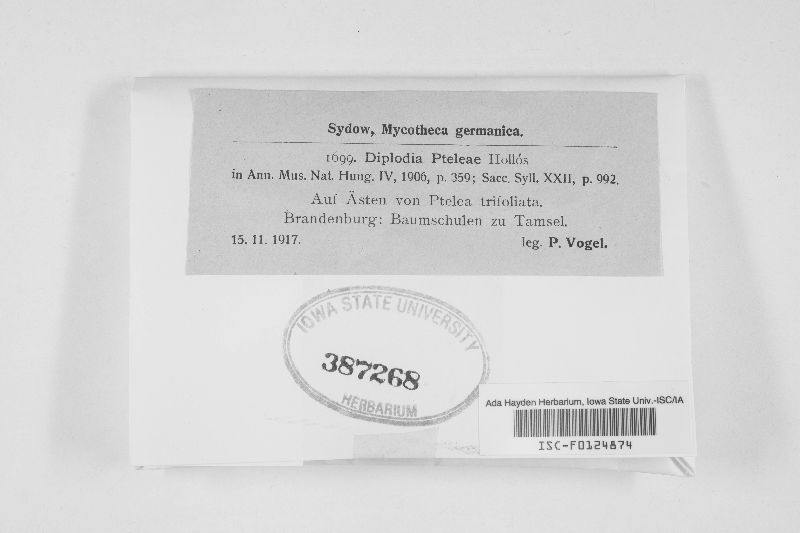 Sydow, Mycotheca germanica.
1699. Diplodia Pteleae Hollós
in Ann. Mus. Nat. Hung. IV, 1906, p. 359; Sacc. Syll. XXII, p. 992.
Auf Ästen von Ptelea trifoliata.
Brandenburg: Baumschulen zu Tamsel.
15. 11. 1917. leg. P. Vogel.
IOWA STATE UNIVERSITY
387268
HERBARIUM
Ada Hayden Herbarium, Iowa State Univ.-ISC/IA
ISC-F0124874